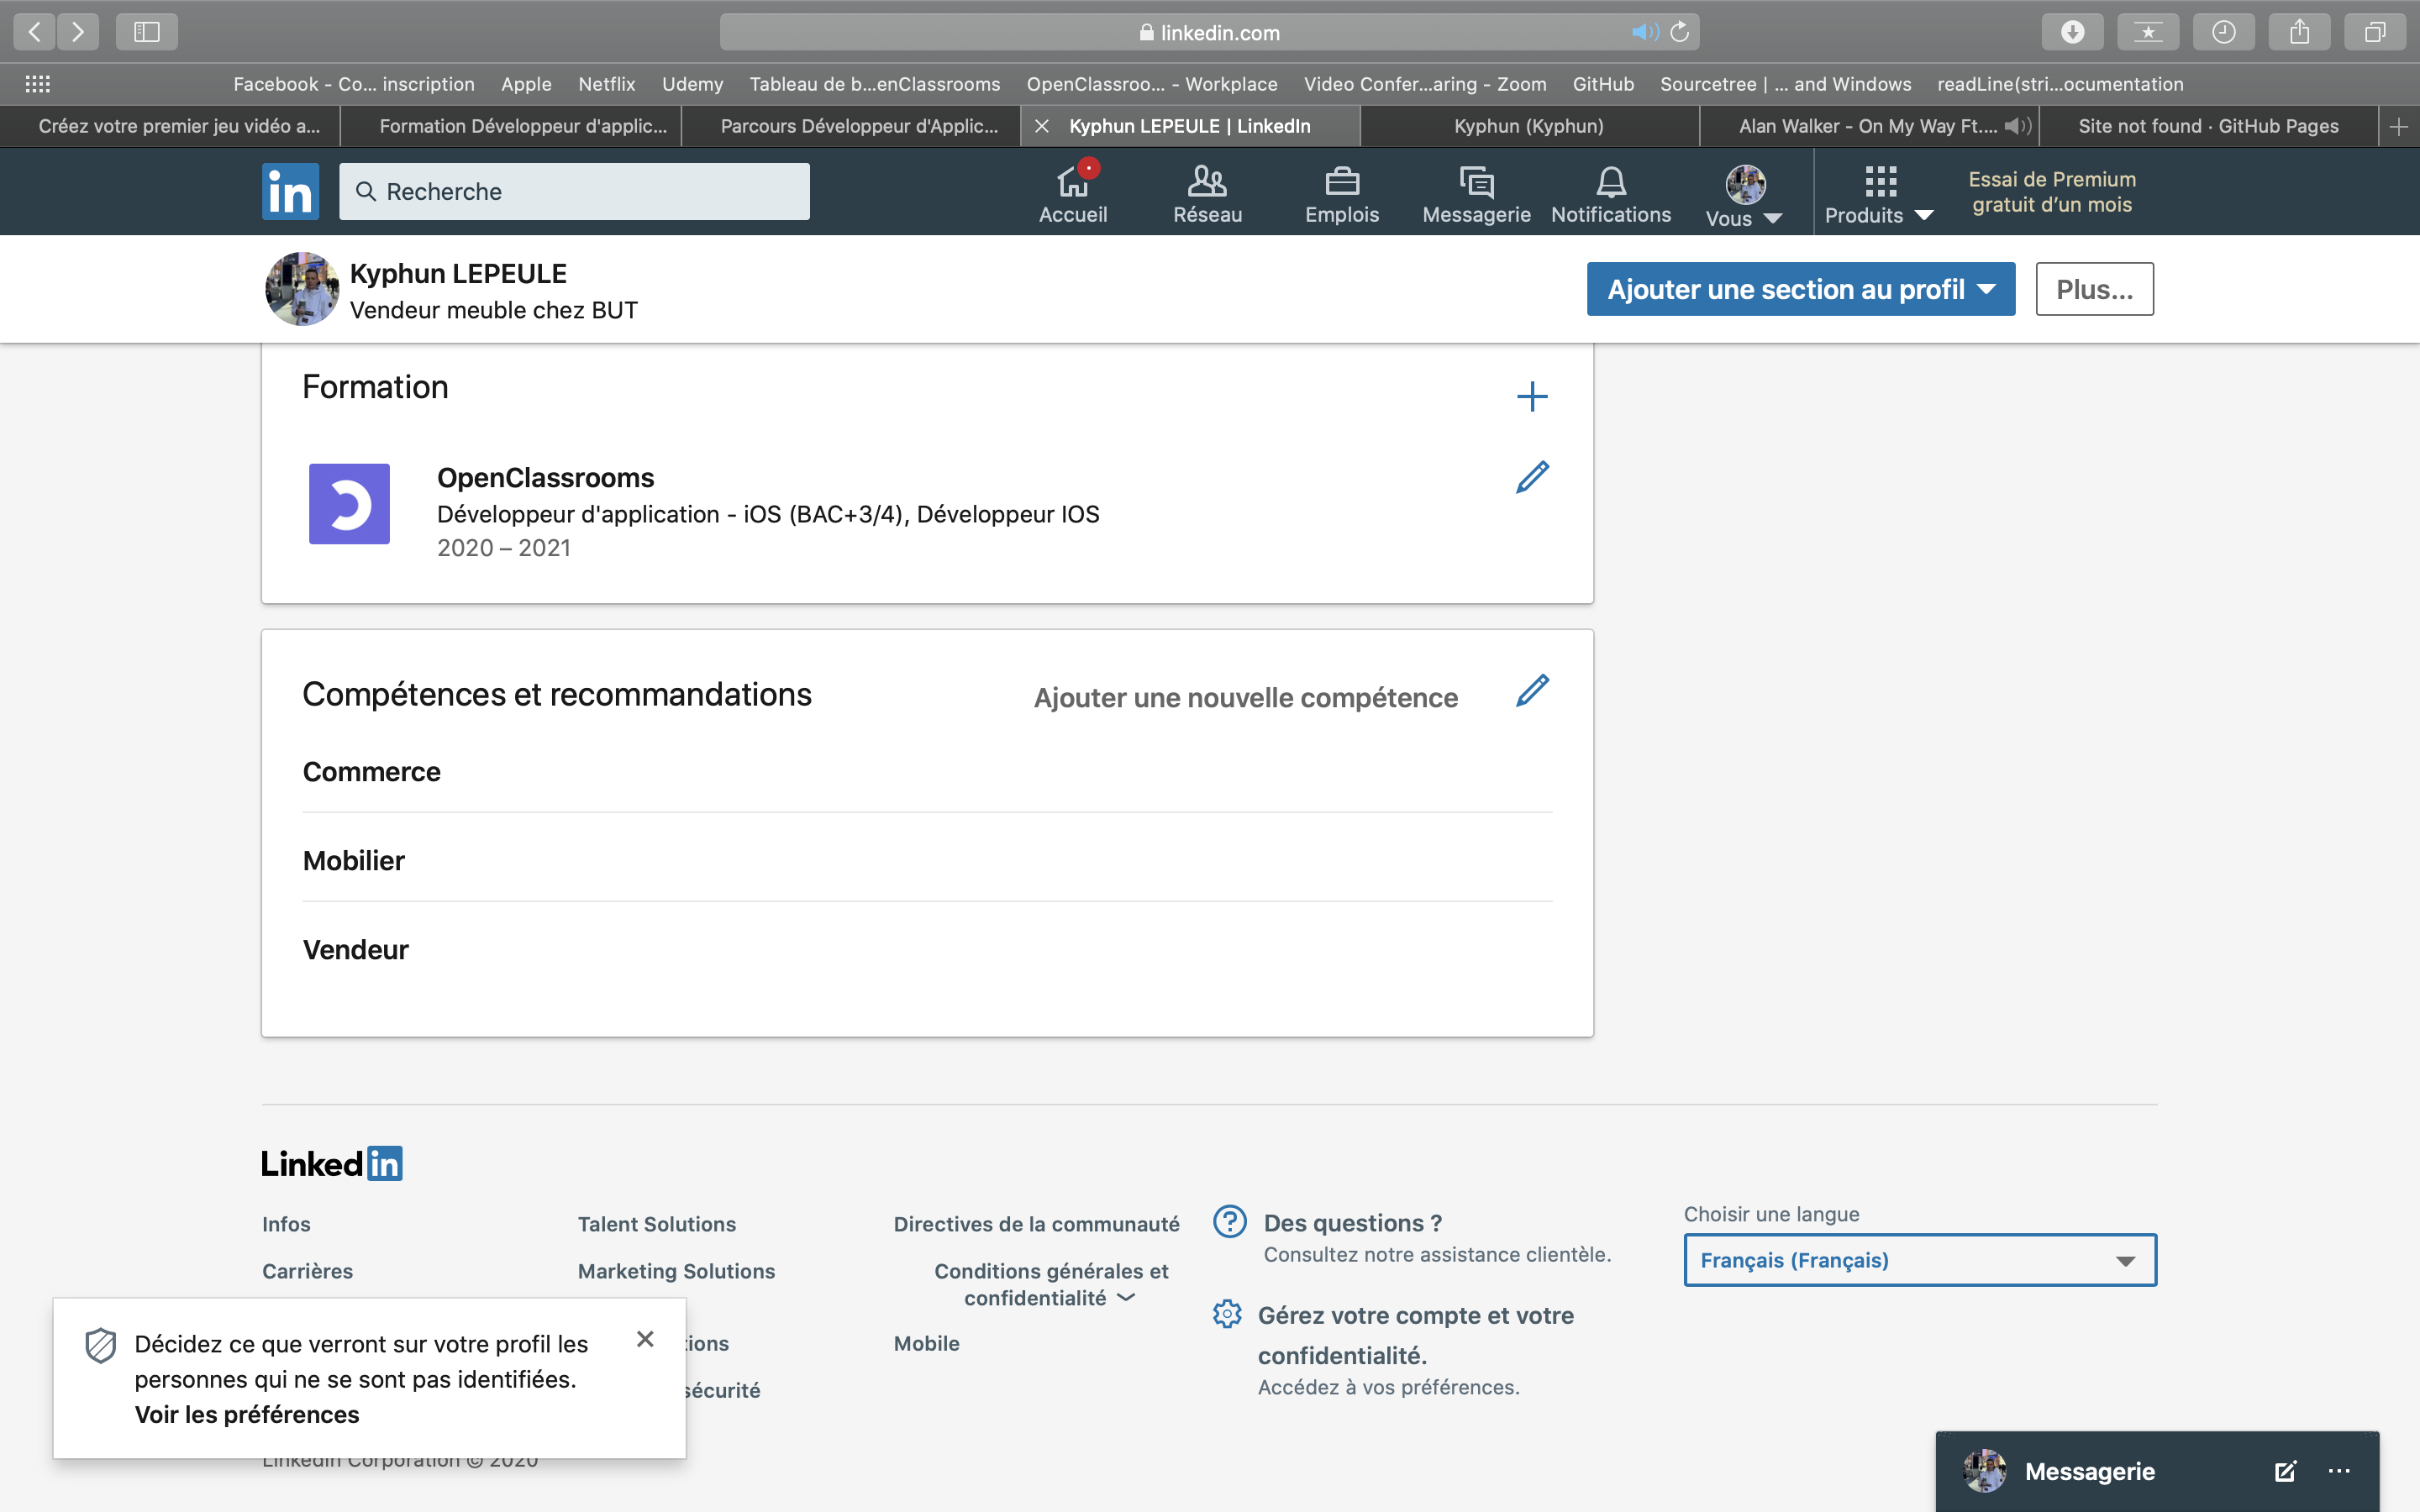 linkedin.com
Facebook - Co... inscription
Apple
Netflix
Udemy
Tableau de b...enClassrooms
OpenClassroo... - Workplace
Video Confer...aring - Zoom
GitHub
Sourcetree | ... and Windows
readLine(stri...ocumentation
Créez votre premier jeu vidéo a...
Formation Développeur d'applic...
Parcours Développeur d'Applic...
Kyphun LEPEULE | LinkedIn
Kyphun (Kyphun)
Alan Walker - On My Way Ft....
Site not found · GitHub Pages
in
Recherche
Accueil
Réseau
Emplois
Messagerie
Notifications
Vous
Produits
Essai de Premium
gratuit d'un mois
Kyphun LEPEULE
Vendeur meuble chez BUT
Ajouter une section au profil
Plus...
Formation
OpenClassrooms
Développeur d'application - iOS (BAC+3/4), Développeur IOS
2020 – 2021
Compétences et recommandations
Ajouter une nouvelle compétence
Commerce
Mobilier
Vendeur
Linked in
Infos
Carrières
Talent Solutions
Marketing Solutions
tions
sécurité
Directives de la communauté
Conditions générales et
confidentialité
Mobile
Des questions ?
Consultez notre assistance clientèle.
Gérez votre compte et votre
confidentialité.
Accédez à vos préférences.
Choisir une langue
Français (Français)
Décidez ce que verront sur votre profil les
personnes qui ne se sont pas identifiées.
Voir les préférences
LinkedIn Corporation © 2020
Messagerie